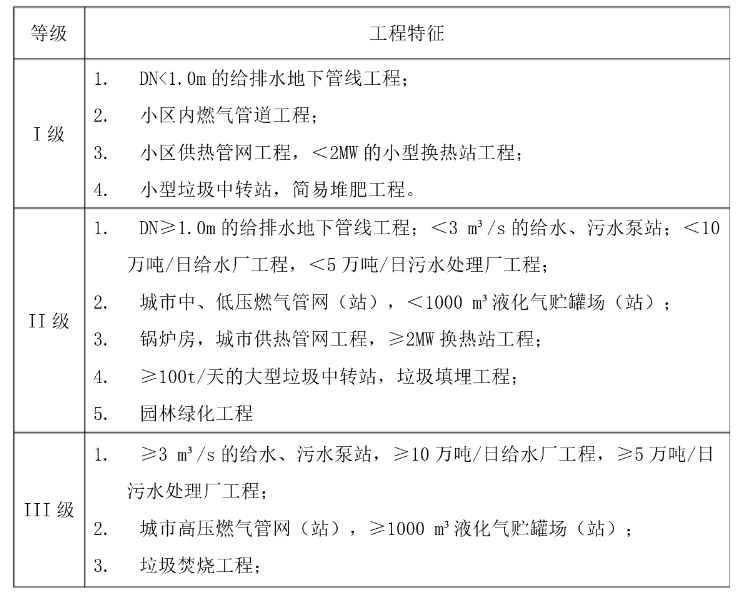 等级 工程特征
I 级
1. DN<1.0m 的给排水地下管线工程;
2. 小区内燃气管道工程;
3. 小区供热管网工程，＜2MW 的小型换热站工程;
4. 小型垃圾中转站，简易堆肥工程。
II 级
1. DN≥1.0m 的给排水地下管线工程；＜3 m³/s 的给水、污水泵站；＜10
万吨/日给水厂工程，＜5 万吨/日污水处理厂工程;
2. 城市中、低压燃气管网（站），＜1000 m³液化气贮罐场（站）;
3. 锅炉房，城市供热管网工程，≥2MW 换热站工程;
4. ≥100t/天的大型垃圾中转站，垃圾填埋工程;
5. 园林绿化工程
III 级
1. ≥3 m³/s 的给水、污水泵站，≥10 万吨/日给水厂工程，≥5 万吨/日
污水处理厂工程;
2. 城市高压燃气管网（站），≥1000 m³液化气贮罐场（站）;
3. 垃圾焚烧工程;